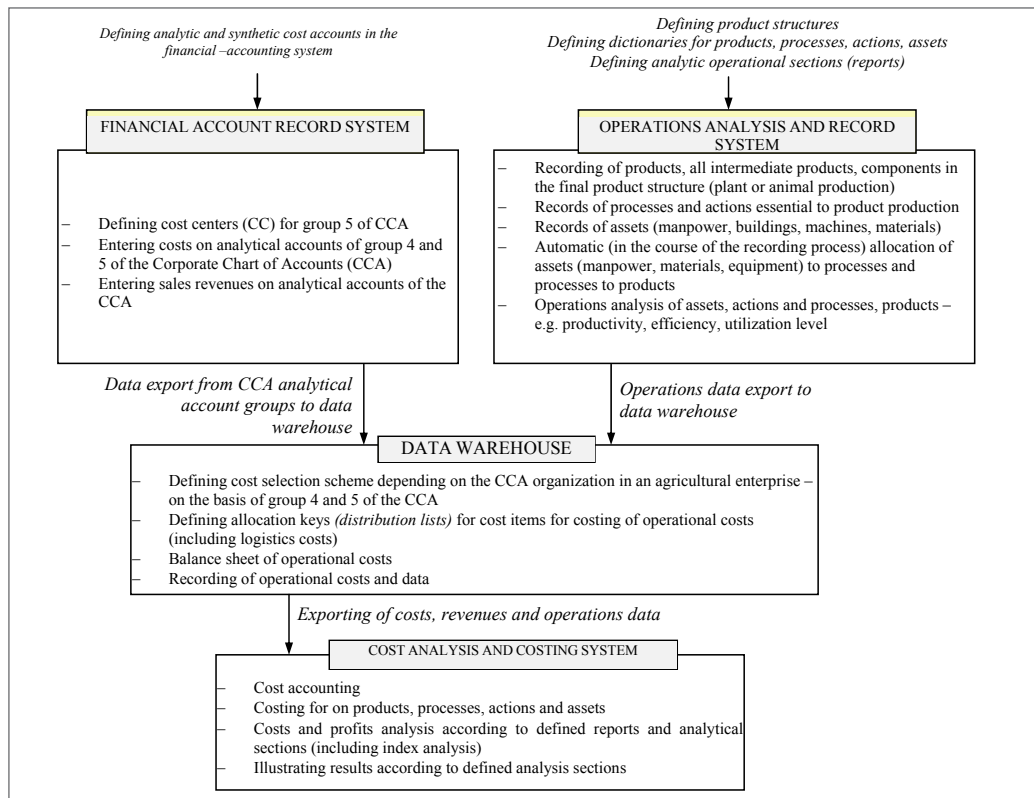 Defining analytic and synthetic cost accounts in the
financial –accounting system
Defining product structures
Defining dictionaries for products, processes, actions, assets
Defining analytic operational sections (reports)
FINANCIAL ACCOUNT RECORD SYSTEM
– Defining cost centers (CC) for group 5 of CCA
– Entering costs on analytical accounts of group 4 and
5 of the Corporate Chart of Accounts (CCA)
– Entering sales revenues on analytical accounts of the
CCA
OPERATIONS ANALYSIS AND RECORD
SYSTEM
– Recording of products, all intermediate products, components in
the final product structure (plant or animal production)
– Records of processes and actions essential to product production
– Records of assets (manpower, buildings, machines, materials)
– Automatic (in the course of the recording process) allocation of
assets (manpower, materials, equipment) to processes and
processes to products
– Operations analysis of assets, actions and processes, products –
e.g. productivity, efficiency, utilization level
Data export from CCA analytical
account groups to data
warehouse
Operations data export to
data warehouse
DATA WAREHOUSE
– Defining cost selection scheme depending on the CCA organization in an agricultural enterprise –
on the basis of group 4 and 5 of the CCA
– Defining allocation keys (distribution lists) for cost items for costing of operational costs
(including logistics costs)
– Balance sheet of operational costs
– Recording of operational costs and data
Exporting of costs, revenues and operations data
COST ANALYSIS AND COSTING SYSTEM
– Cost accounting
– Costing for on products, processes, actions and assets
– Costs and profits analysis according to defined reports and analytical
sections (including index analysis)
– Illustrating results according to defined analysis sections